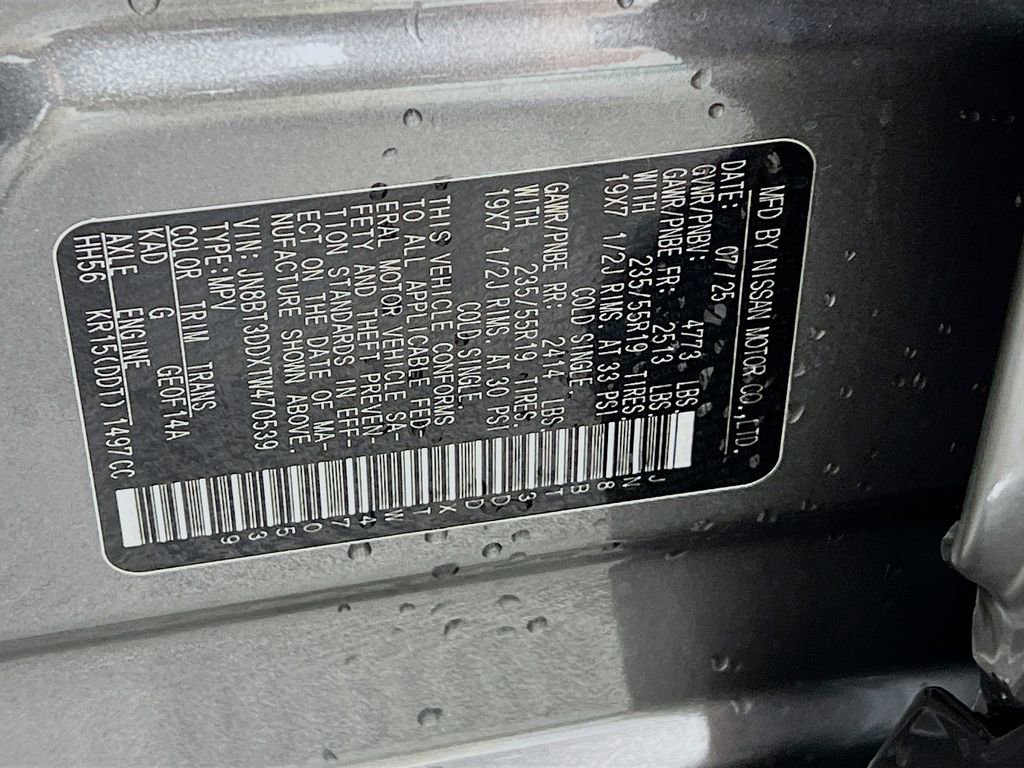 MFD BY NISSAN MOTOR CO.,LTD.
DATE: 07/25
GVWR/PNBV: 4773 LBS
GAWR/PNBE FR: 2513 LBS
WITH 235/55R19 TIRES
19X7 1/2J RIMS. AT 33 PSI
COLD SINGLE.
GAWR/PNBE RR: 2414 LBS
WITH 235/55R19 TIRES.
19X7 1/2J RIMS. AT 30 PSI
COLD SINGLE.
THIS VEHICLE CONFORMS
TO ALL APPLICABLE FED-
ERAL MOTOR VEHICLE SA-
FETY AND THEFT PREVEN-
TION STANDARDS IN EFF-
ECT ON THE DATE OF MA-
NUFACTURE SHOWN ABOVE.
VIN: JN8BT3DDXTW470539
TYPE:MPV
COLOR TRIM TRANS
KAD G GE0F14A
AXLE ENGINE
HH56 KR15(DDT) 1497CC
JN8BT3DDXTW470539